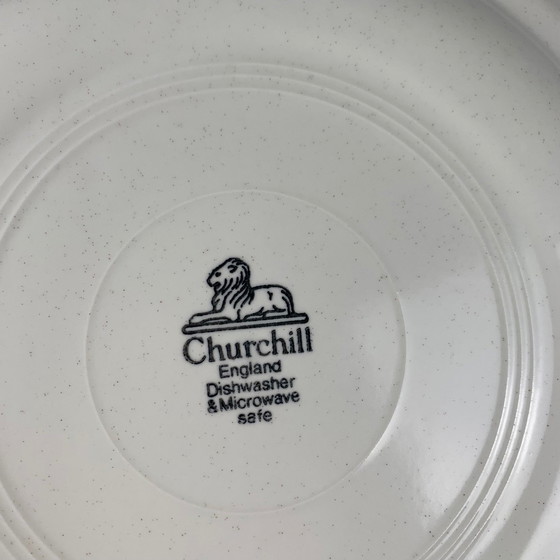 Churchill
England
Dishwasher
&Microwave
safe